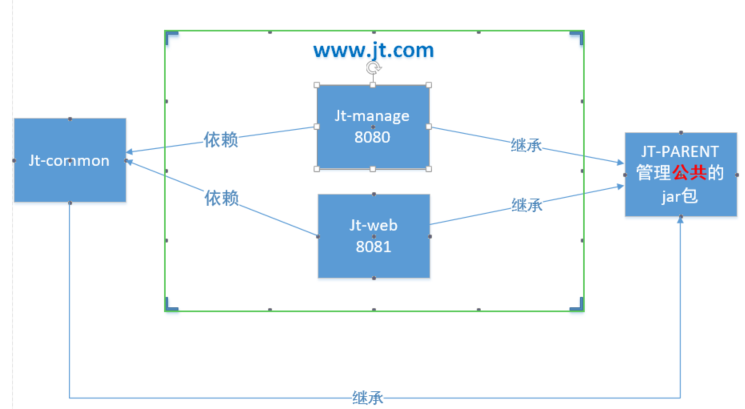 www.jt.com
Jt-manage
8080
依赖
继承
Jt-common
JT-PARENT
管理公共的
jar包
依赖
继承
Jt-web
8081
继承